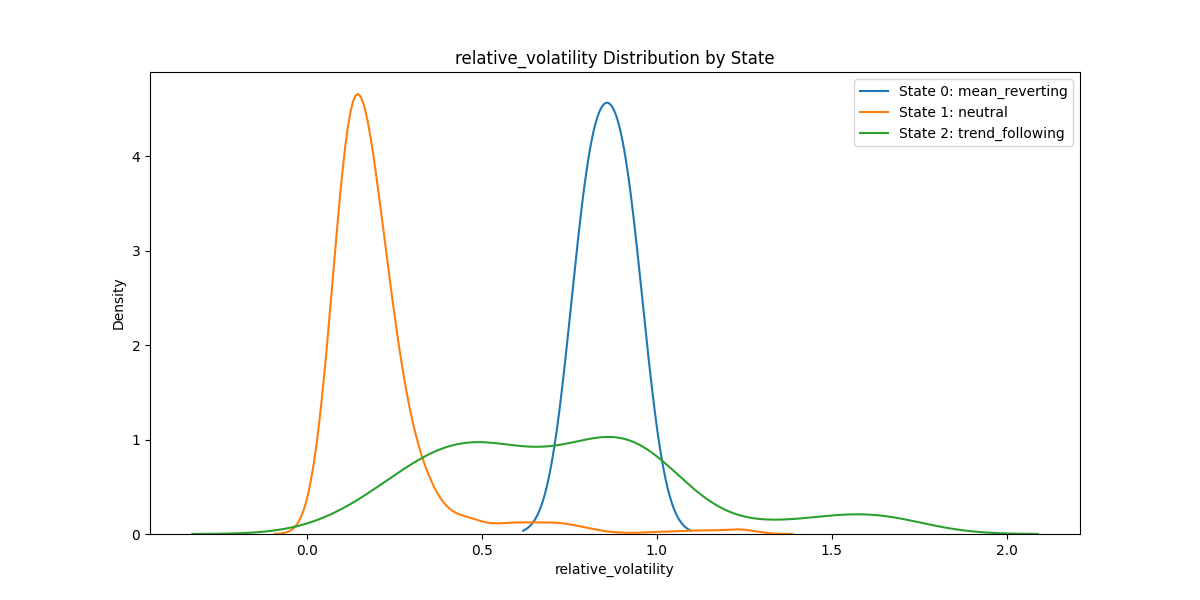 relative_volatility Distribution by State
State 0: mean_reverting
State 1: neutral
State 2: trend_following
Density
4
3
2
1
0
0.0 0.5 1.0 1.5 2.0
relative_volatility